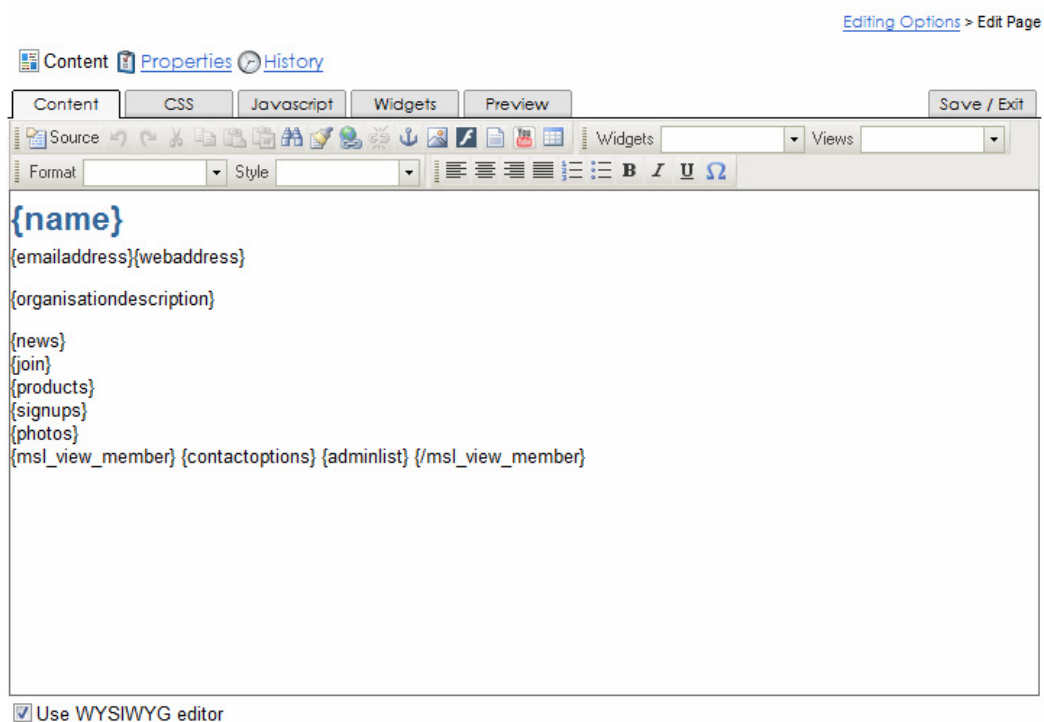 Editing Options > Edit Page
Content Properties History
Content CSS Javascript Widgets Preview Save / Exit
Source Widgets Views
Format Style B I U Ω
{name}
{emailaddress}{webaddress}
{organisationdescription}
{news}
{join}
{products}
{signups}
{photos}
{msl_view_member} {contactoptions} {adminlist} {/msl_view_member}
Use WYSIWYG editor